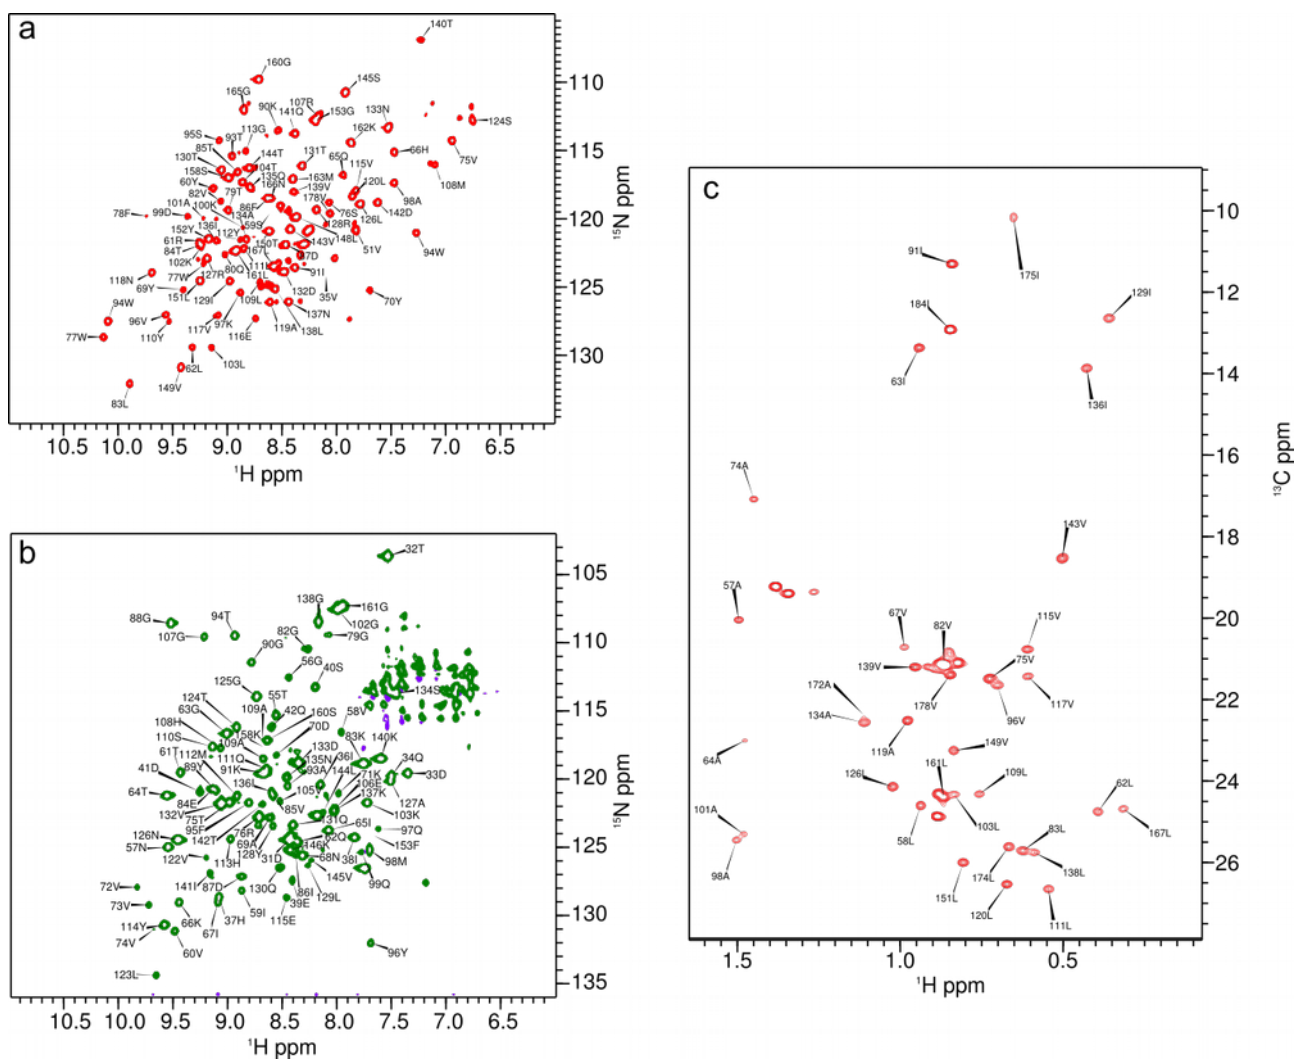 a
140T
160G
145S
165G
107R
153G
90K
141Q
133N
124S
113G
95S
93T
162K
66H
75V
85T
144T
131T
65Q
115V
130T
104T
158S
135Q
163M
120L
108M
60Y
166N
139V
98A
82V
79T
178V
101A
100K
86F
76S
126L
142D
78F
99D
134A
128R
59S
136I
152Y
112Y
148L
51V
94W
61R
150T
143V
84T
167L
87D
102K
80Q
111L
91I
77W
161L
35V
118N
127R
132D
69Y
151L
129I
109L
70Y
94W
137N
96V
97K
119A
138L
117V
110Y
116E
77W
62L
103L
149V
83L
110
120
130
15N ppm
10.5 10.0 9.5 9.0 8.5 8.0 7.5 7.0 6.5
1H ppm
b
32T
138G
161G
88G
94T
102G
82G
79G
107G
90G
56G
40S
125G
134S
55T
124T
109A
42Q
63G
160S
58V
108H
158K
70D
110S
109A
83K
140K
133D
61T
112M
111Q
135N
36I
34Q
41D
89V
91K
93A
144L
33D
71K
64T
136L
105V
106E
84E
137K
127A
132V
85V
103K
75T
131Q
95F
65I
97Q
126N
142T
76R
62Q
153F
57N
69A
146K
128Y
31D
68N
38I
98M
122V
113H
145V
130Q
99Q
141I
72V
87D
86I
129L
59I
39E
73V
66K
37H
115E
114Y
67I
74V
60V
96Y
123L
105
110
115
120
125
130
135
15N ppm
10.5 10.0 9.5 9.0 8.5 8.0 7.5 7.0 6.5
1H ppm
c
175I
91L
129I
184I
63I
136I
74A
143V
57A
67V
82V
115V
139V
75V
172A
178V
117V
134A
96V
119A
149V
64A
161L
109L
126L
62L
101A
103L
58L
83L
167L
98A
174L
138L
151L
120L
111L
10
12
14
16
18
20
22
24
26
13C ppm
1.5 1.0 0.5
1H ppm